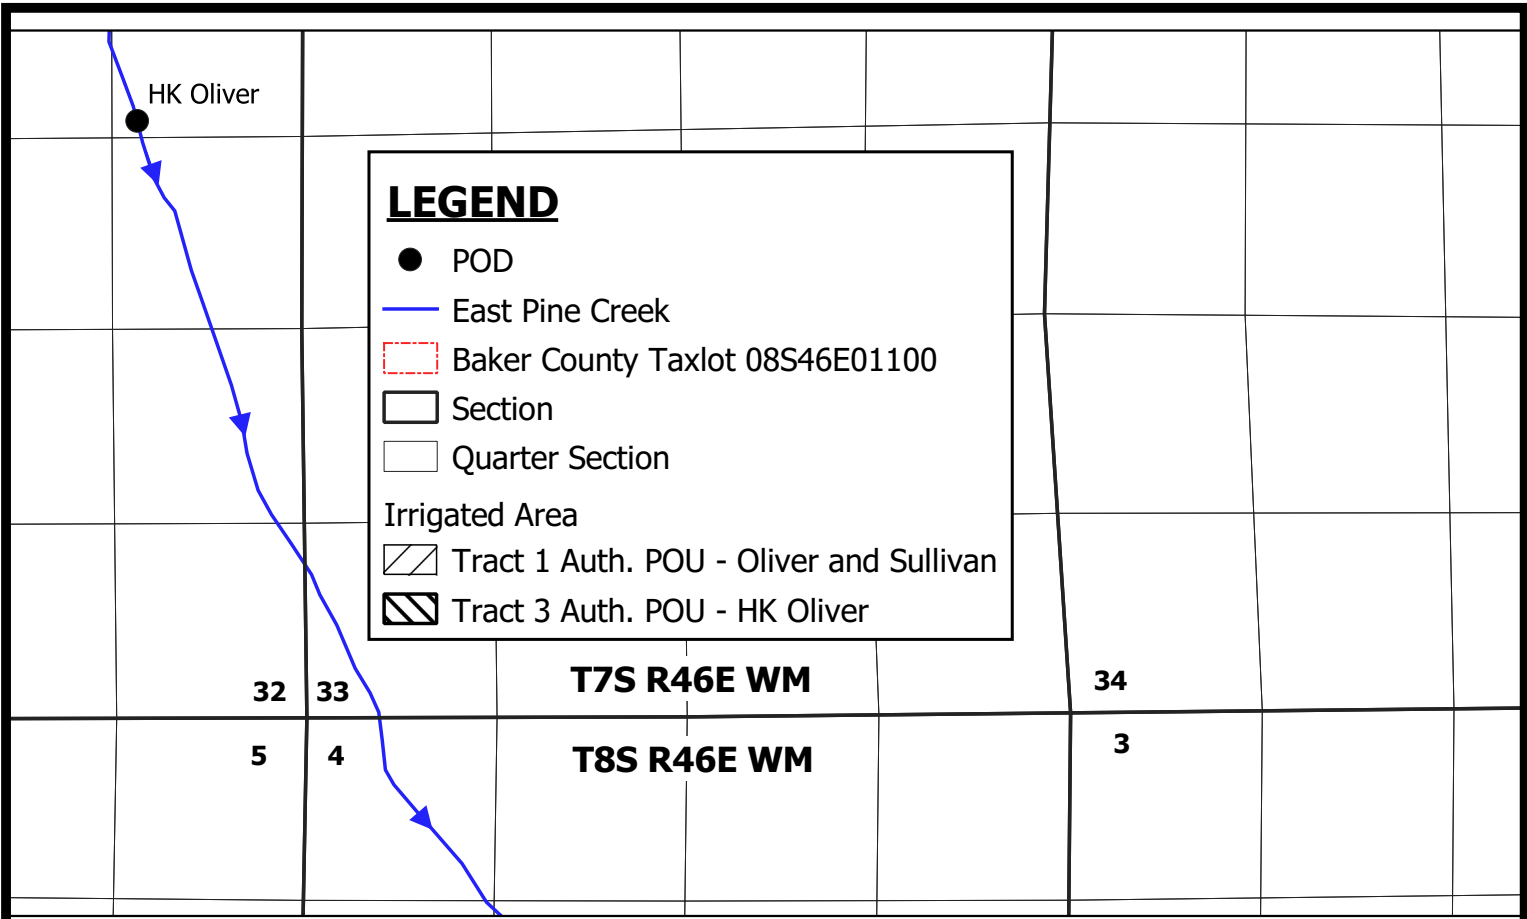 HK Oliver
LEGEND
POD
East Pine Creek
Baker County Taxlot 08S46E01100
Section
Quarter Section
Irrigated Area
Tract 1 Auth. POU - Oliver and Sullivan
Tract 3 Auth. POU - HK Oliver
32 33
T7S R46E WM
34
5 4
T8S R46E WM
3